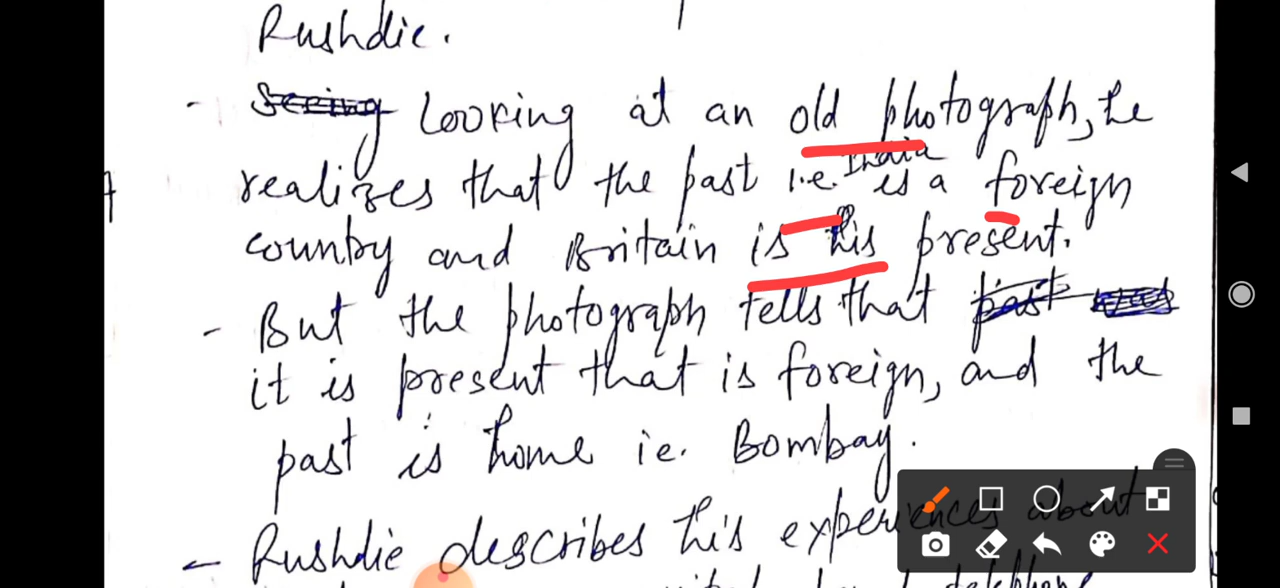 Rushdie.
- Seeing Looking at an old photograph, he
realizes that the past i.e. India is a foreign
country and Britain is his present.
- But the photograph tells that past
it is present that is foreign, and the
past is home ie. Bombay.
- Rushdie describes his experiences about